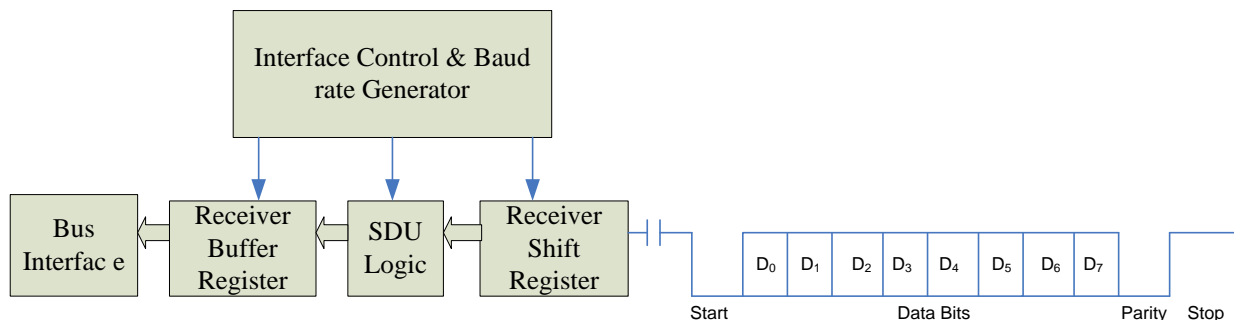 Interface Control & Baud
rate Generator
Bus
Interfac e
Receiver
Buffer
Register
SDU
Logic
Receiver
Shift
Register
D0 D1 D2 D3 D4 D5 D6 D7
Start Data Bits Parity Stop